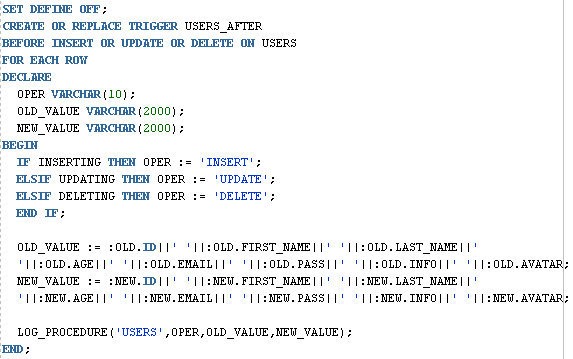 SET DEFINE OFF;
CREATE OR REPLACE TRIGGER USERS_AFTER
BEFORE INSERT OR UPDATE OR DELETE ON USERS
FOR EACH ROW
DECLARE
OPER VARCHAR(10);
OLD_VALUE VARCHAR(2000);
NEW_VALUE VARCHAR(2000);
BEGIN
IF INSERTING THEN OPER := 'INSERT';
ELSIF UPDATING THEN OPER := 'UPDATE';
ELSIF DELETING THEN OPER := 'DELETE';
END IF;
OLD_VALUE := :OLD.ID||' '||:OLD.FIRST_NAME||' '||:OLD.LAST_NAME||'
'||:OLD.AGE||' '||:OLD.EMAIL||' '||:OLD.PASS||' '||:OLD.INFO||' '||:OLD.AVATAR;
NEW_VALUE := :NEW.ID||' '||:NEW.FIRST_NAME||' '||:NEW.LAST_NAME||'
'||:NEW.AGE||' '||:NEW.EMAIL||' '||:NEW.PASS||' '||:NEW.INFO||' '||:NEW.AVATAR;
LOG_PROCEDURE('USERS',OPER,OLD_VALUE,NEW_VALUE);
END;